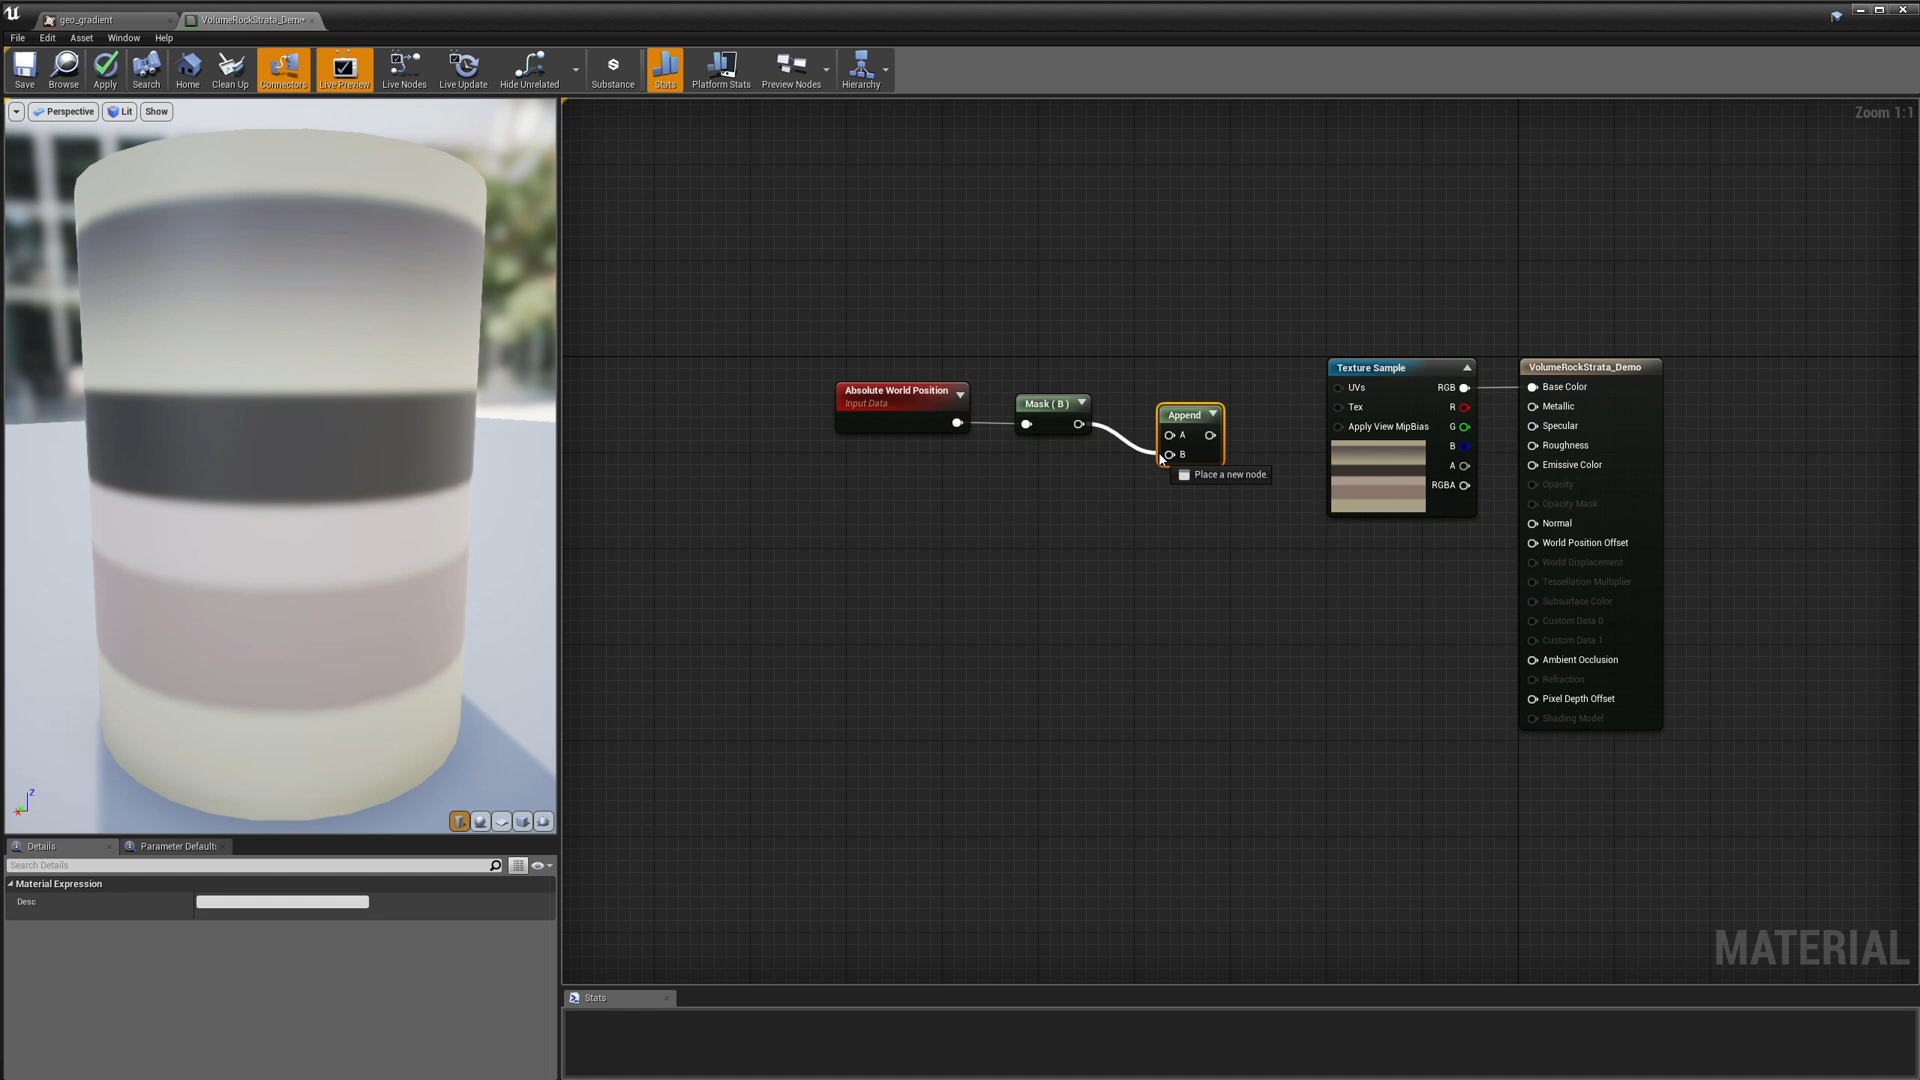 geo_gradient
VolumeRockStrata_Demo*
File Edit Asset Window Help
Save Browse Apply Search Home Clean Up Connectors Live Preview Live Nodes Live Update Hide Unrelated Substance Stats Platform Stats Preview Nodes Hierarchy
Perspective Lit Show
Zoom 1:1
Absolute World Position
Input Data
Mask ( B )
Append
A
B
Place a new node.
Texture Sample
UVs RGB
Tex R
Apply View MipBias G
B
A
RGBA
VolumeRockStrata_Demo
Base Color
Metallic
Specular
Roughness
Emissive Color
Opacity
Opacity Mask
Normal
World Position Offset
World Displacement
Tessellation Multiplier
Subsurface Color
Custom Data 0
Custom Data 1
Ambient Occlusion
Refraction
Pixel Depth Offset
Shading Model
Z
Details
Parameter Default
Search Details
Material Expression
Desc
MATERIAL
Stats